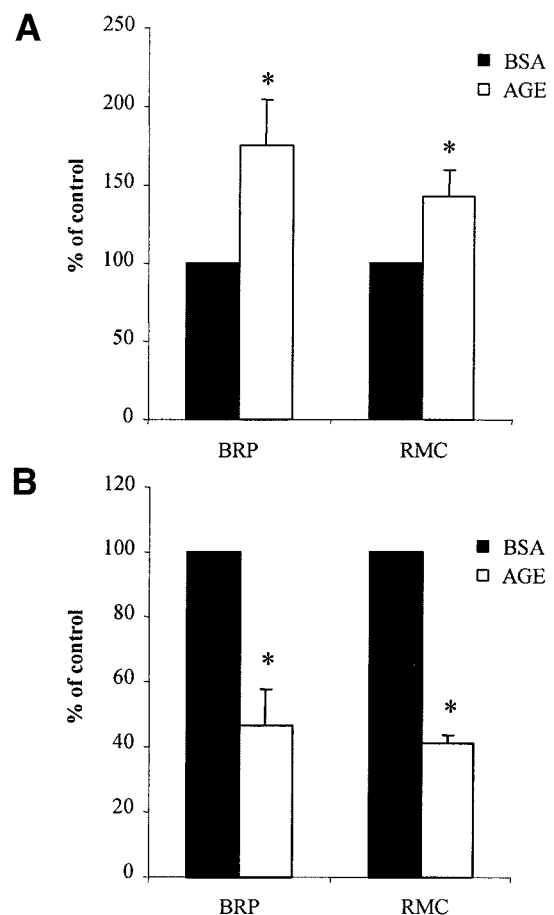 A
% of control
250
200
150
100
50
0
* *
BSA
AGE
BRP RMC
B
% of control
120
100
80
60
40
20
0
* *
BSA
AGE
BRP RMC